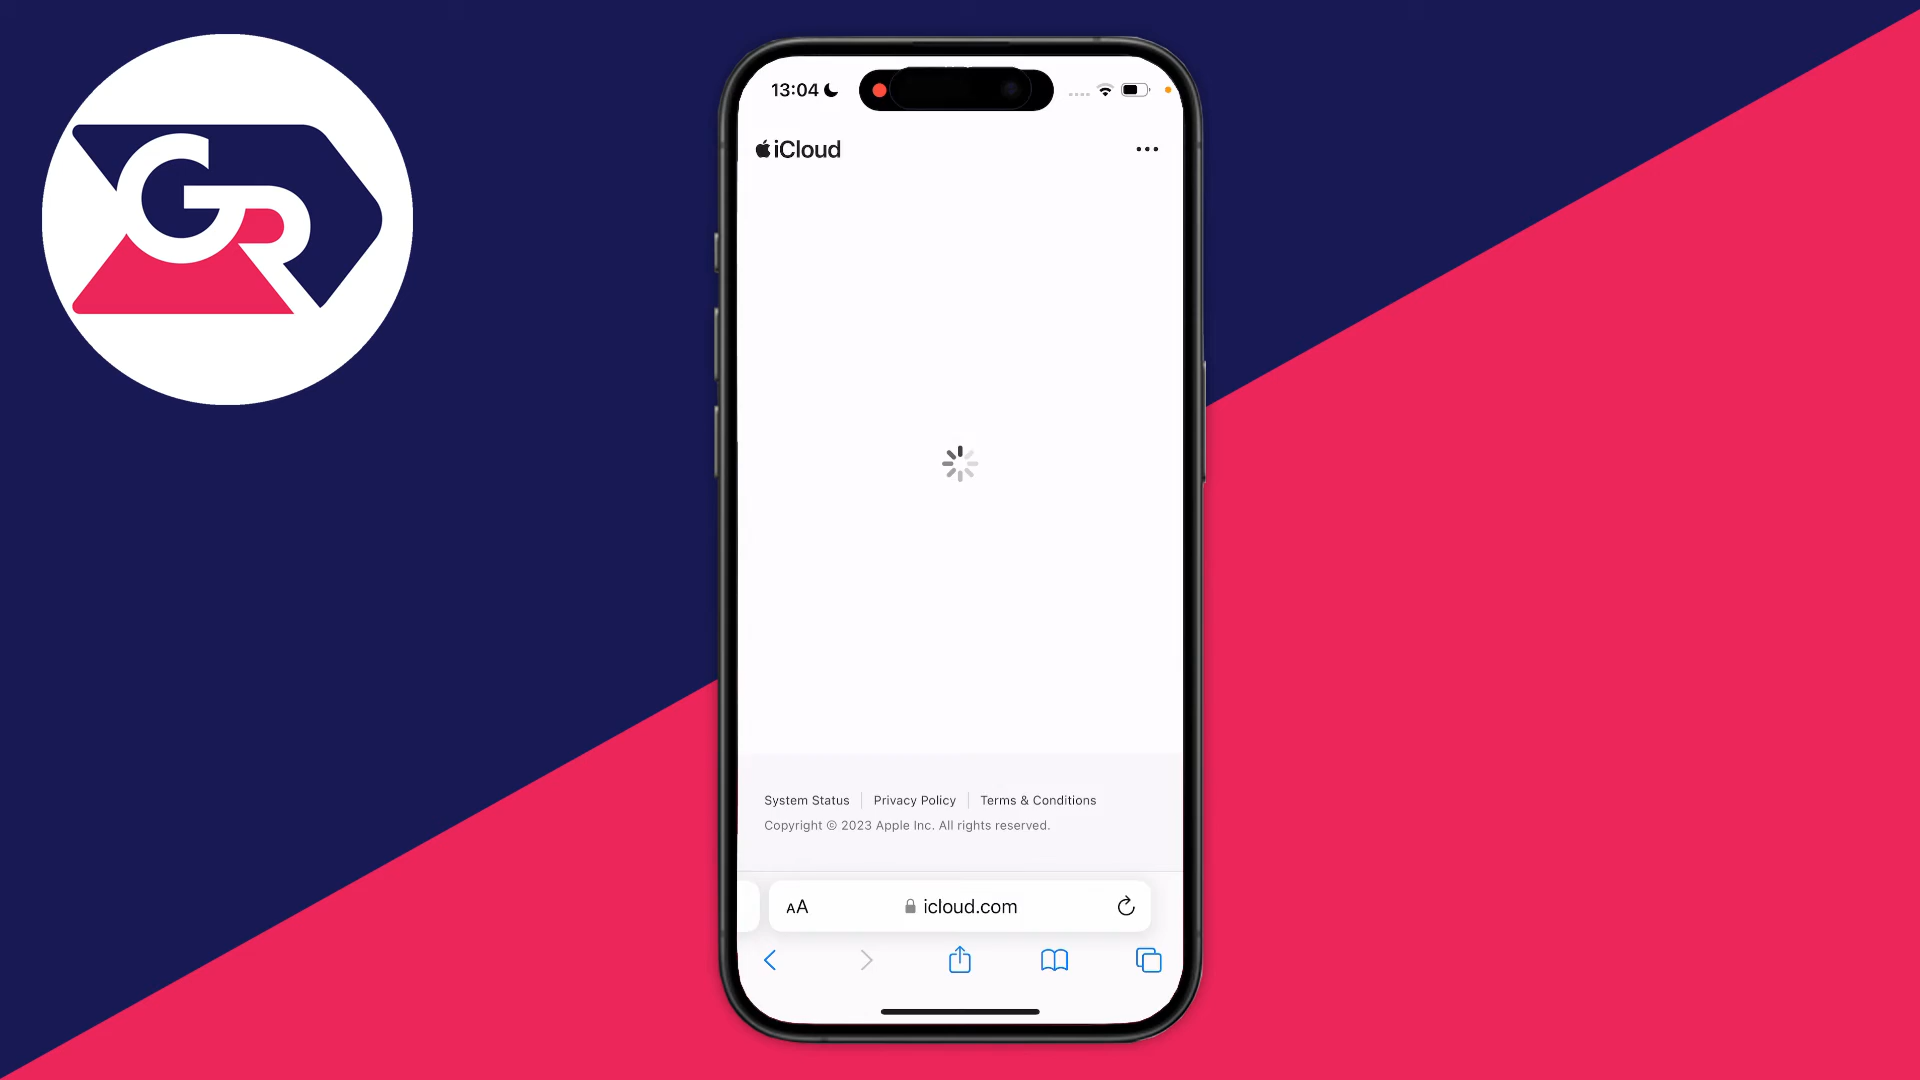 GR
13:04
iCloud
System Status
Privacy Policy
Terms & Conditions
Copyright © 2023 Apple Inc. All rights reserved.
AA
icloud.com